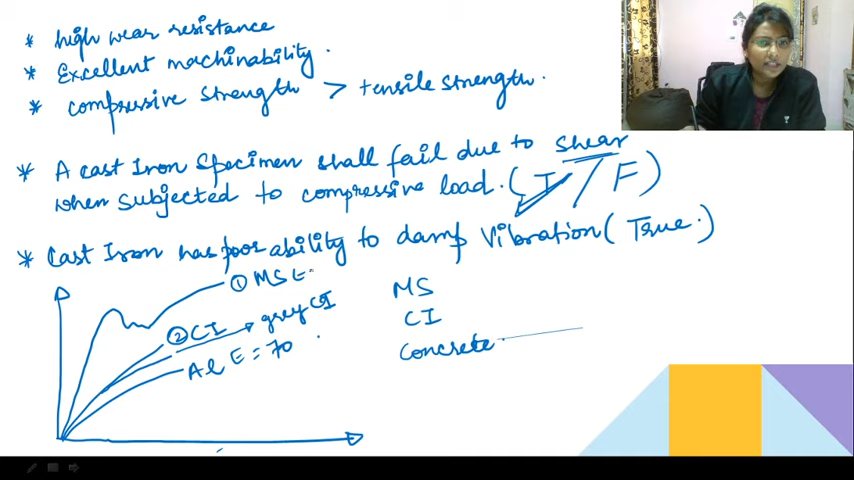 * high wear resistance
* Excellent machinability.
* compressive strength > tensile strength.
* A cast Iron specimen shall fail due to shear
when subjected to compressive load. (T/F)
* Cast Iron has poor ability to damp vibration (True.)
① MS E=
② CI → grey CI
Al E = 70
MS
CI
Concrete